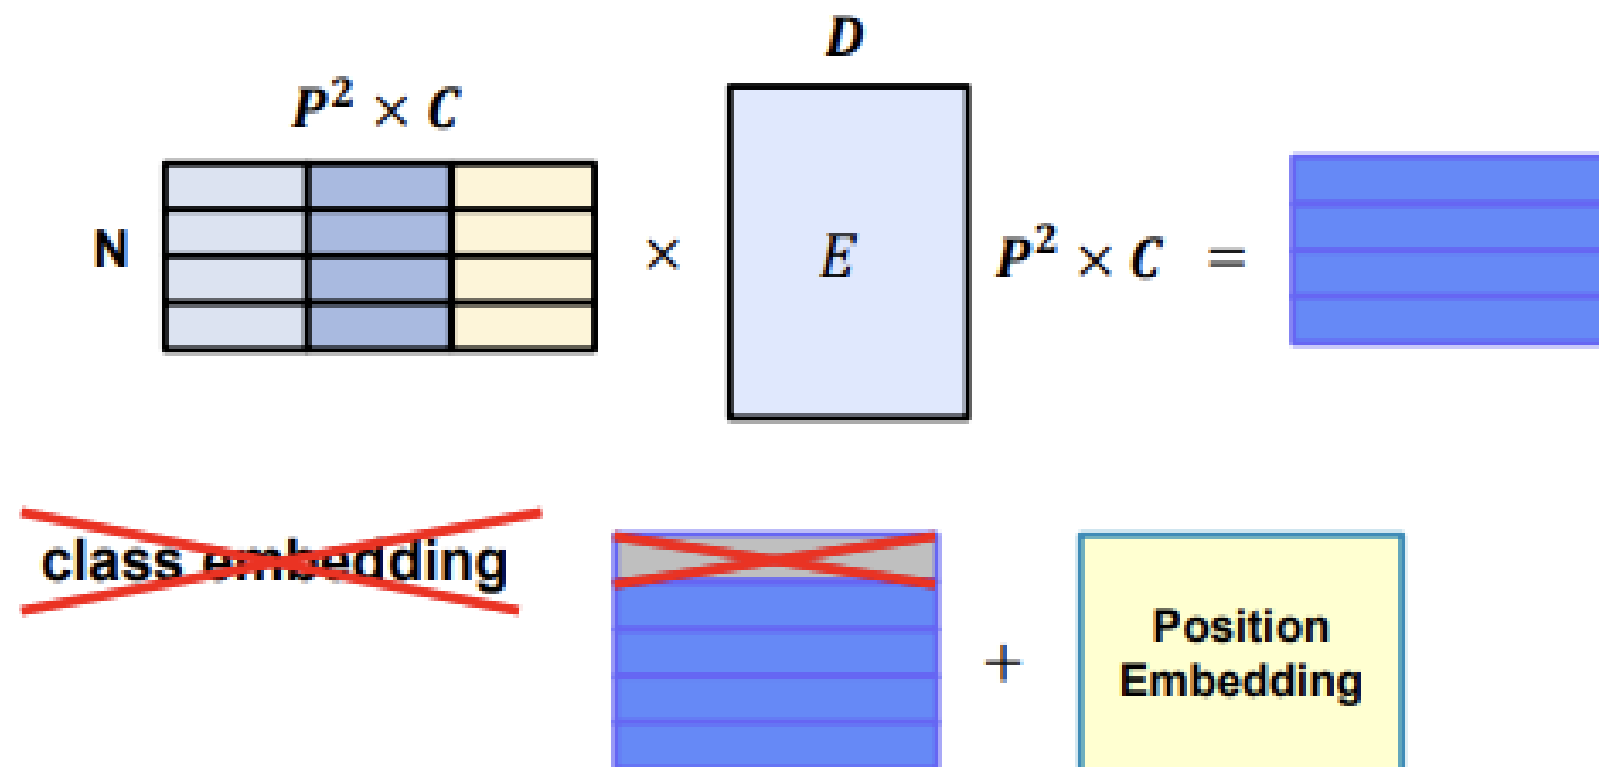 D
P² × C
N × E P² × C =
class embedding
+
Position
Embedding